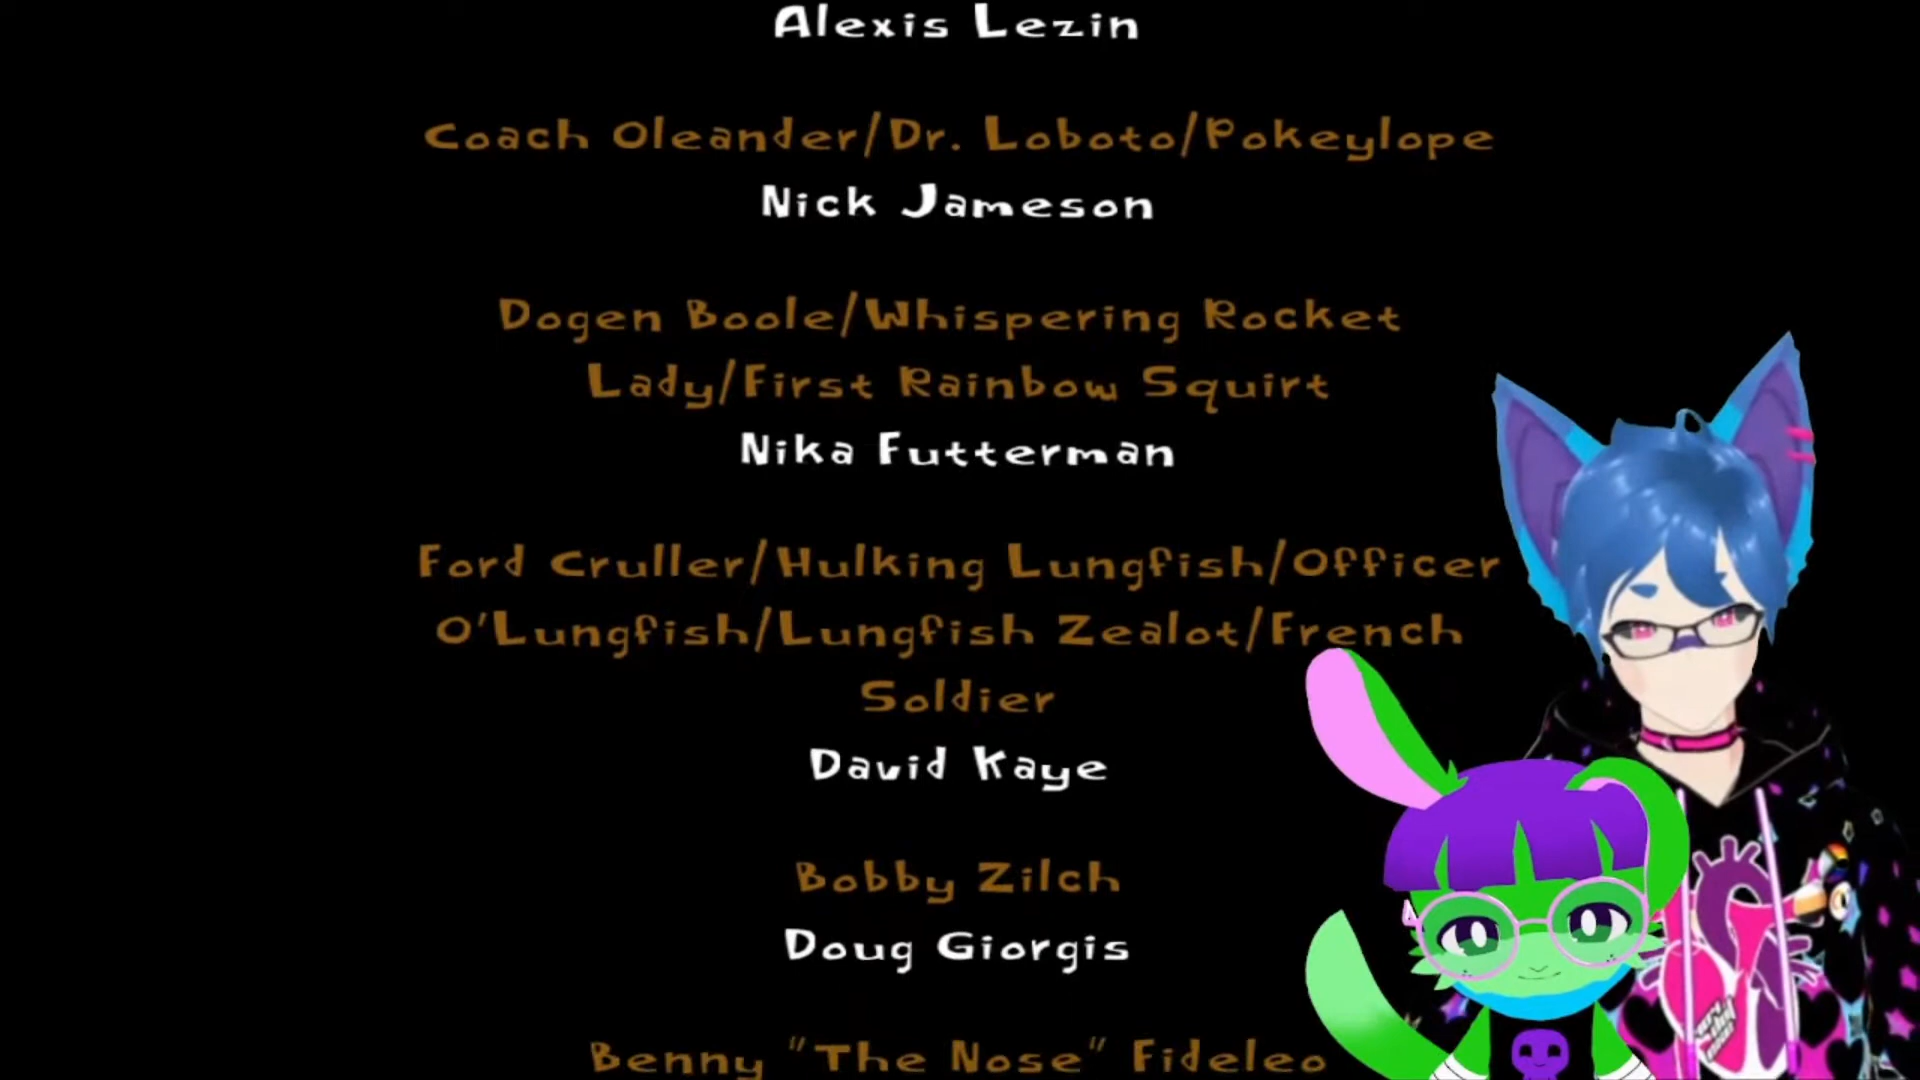 Alexis Lezin
Coach Oleander/Dr. Loboto/Pokeylope
Nick Jameson
Dogen Boole/Whispering Rocket
Lady/First Rainbow Squirt
Nika Futterman
Ford Cruller/Hulking Lungfish/Officer
O'Lungfish/Lungfish Zealot/French
Soldier
David Kaye
Bobby Zilch
Doug Giorgis
Benny "The Nose" Fideleo